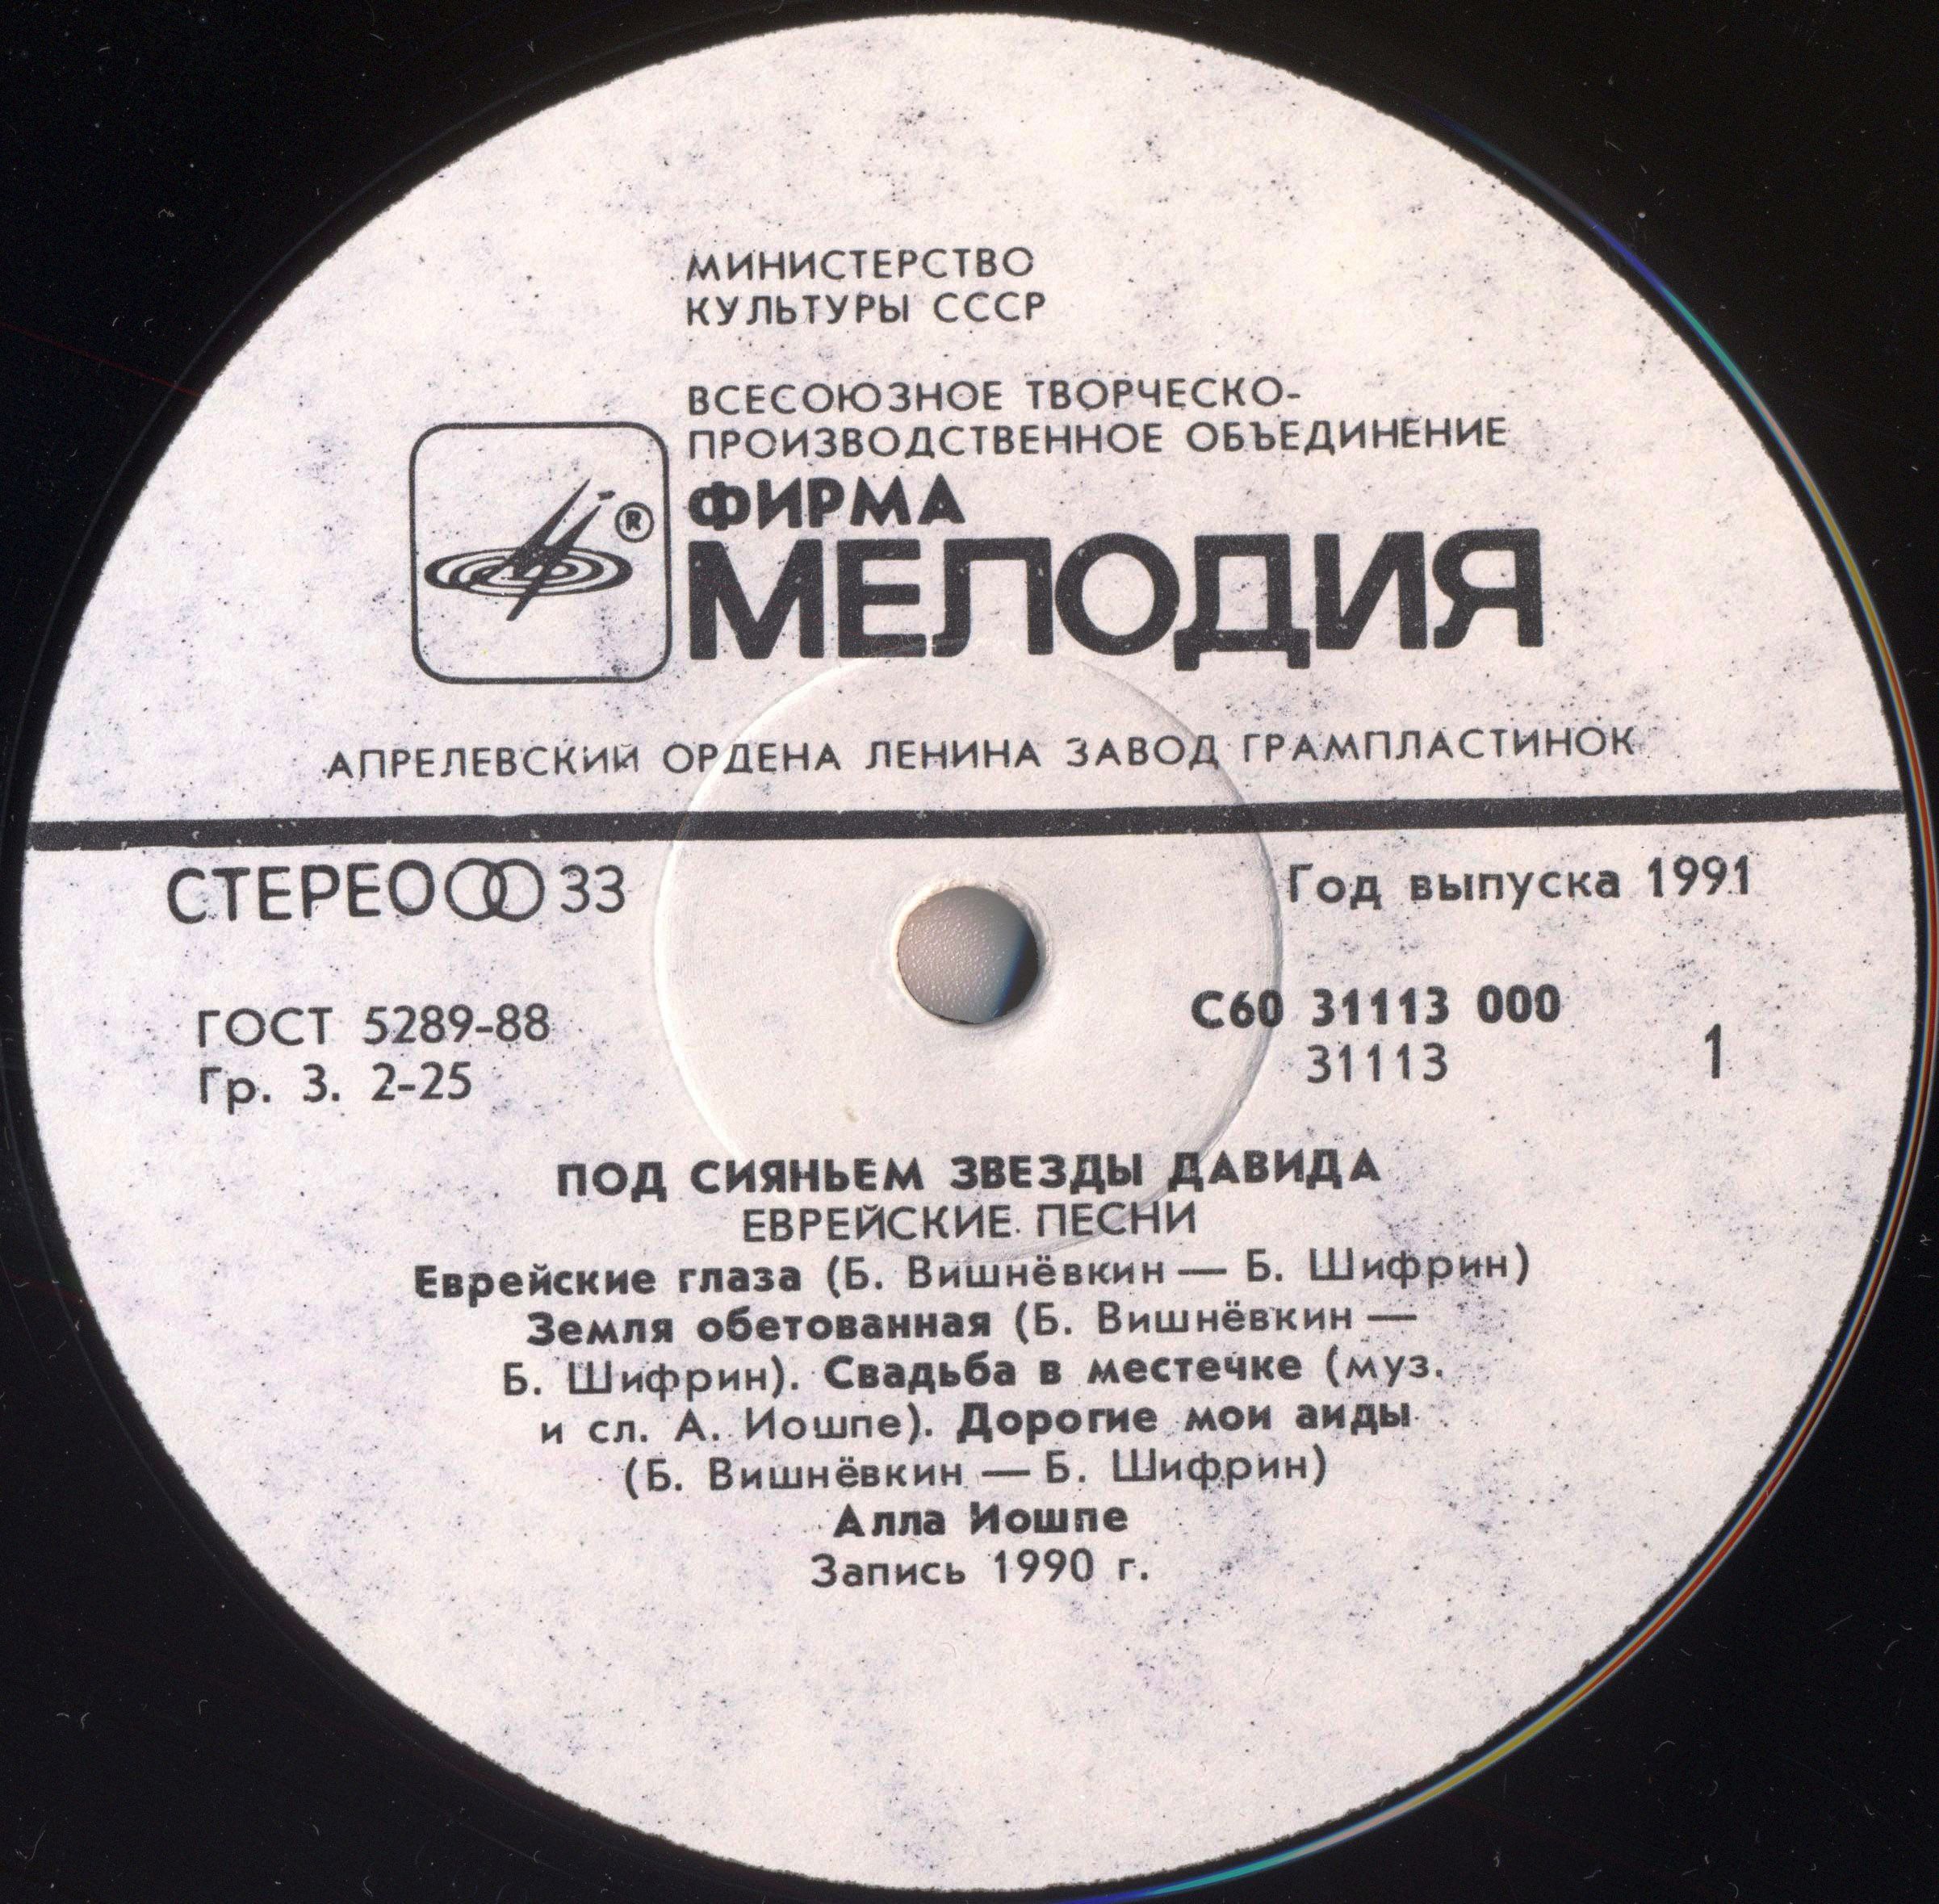 МИНИСТЕРСТВО
КУЛЬТУРЫ СССР
ВСЕСОЮЗНОЕ ТВОРЧЕСКО-
ПРОИЗВОДСТВЕННОЕ ОБЪЕДИНЕНИЕ
ФИРМА
®
МЕЛОДИЯ
АПРЕЛЕВСКИЙ ОРДЕНА ЛЕНИНА ЗАВОД ГРАМПЛАСТИНОК
СТЕРЕО 33
Год выпуска 1991
ГОСТ 5289-88
Гр. 3. 2-25
С60 31113 000
31113
1
ПОД СИЯНЬЕМ ЗВЕЗДЫ ДАВИДА
ЕВРЕЙСКИЕ ПЕСНИ
Еврейские глаза (Б. Вишнёвкин — Б. Шифрин)
Земля обетованная (Б. Вишнёвкин —
Б. Шифрин). Свадьба в местечке (муз.
и сл. А. Иошпе). Дорогие мои аиды
(Б. Вишнёвкин — Б. Шифрин)
Алла Иошпе
Запись 1990 г.